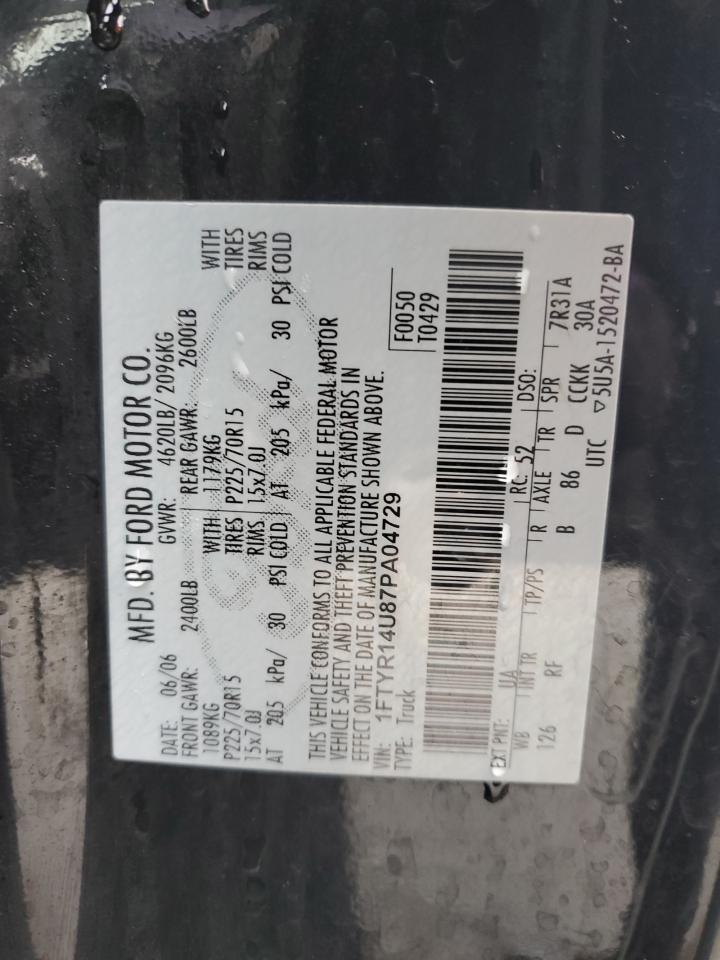 MFD. BY FORD MOTOR CO.
DATE: 06/06 GVWR: 4620LB/ 2096KG
FRONT GAWR: 2400LB REAR GAWR: 2600LB
1089KG WITH 1179KG WITH
P225/70R15 TIRES P225/70R15 TIRES
15x7.0J RIMS 15x7.0J RIMS
AT 205 kPa/ 30 PSI COLD AT 205 kPa/ 30 PSI COLD
THIS VEHICLE CONFORMS TO ALL APPLICABLE FEDERAL MOTOR
VEHICLE SAFETY AND THEFT PREVENTION STANDARDS IN
EFFECT ON THE DATE OF MANUFACTURE SHOWN ABOVE.
VIN: 1FTYR14U87PA04729
TYPE: Truck
F0050
T0429
EXT PNT: UA RC: 52 DSO:
WB INT TR TP/PS R AXLE TR SPR 7R31A
126 RF B 86 D CCKK 30A
UTC ▽5U5A-1520472-BA